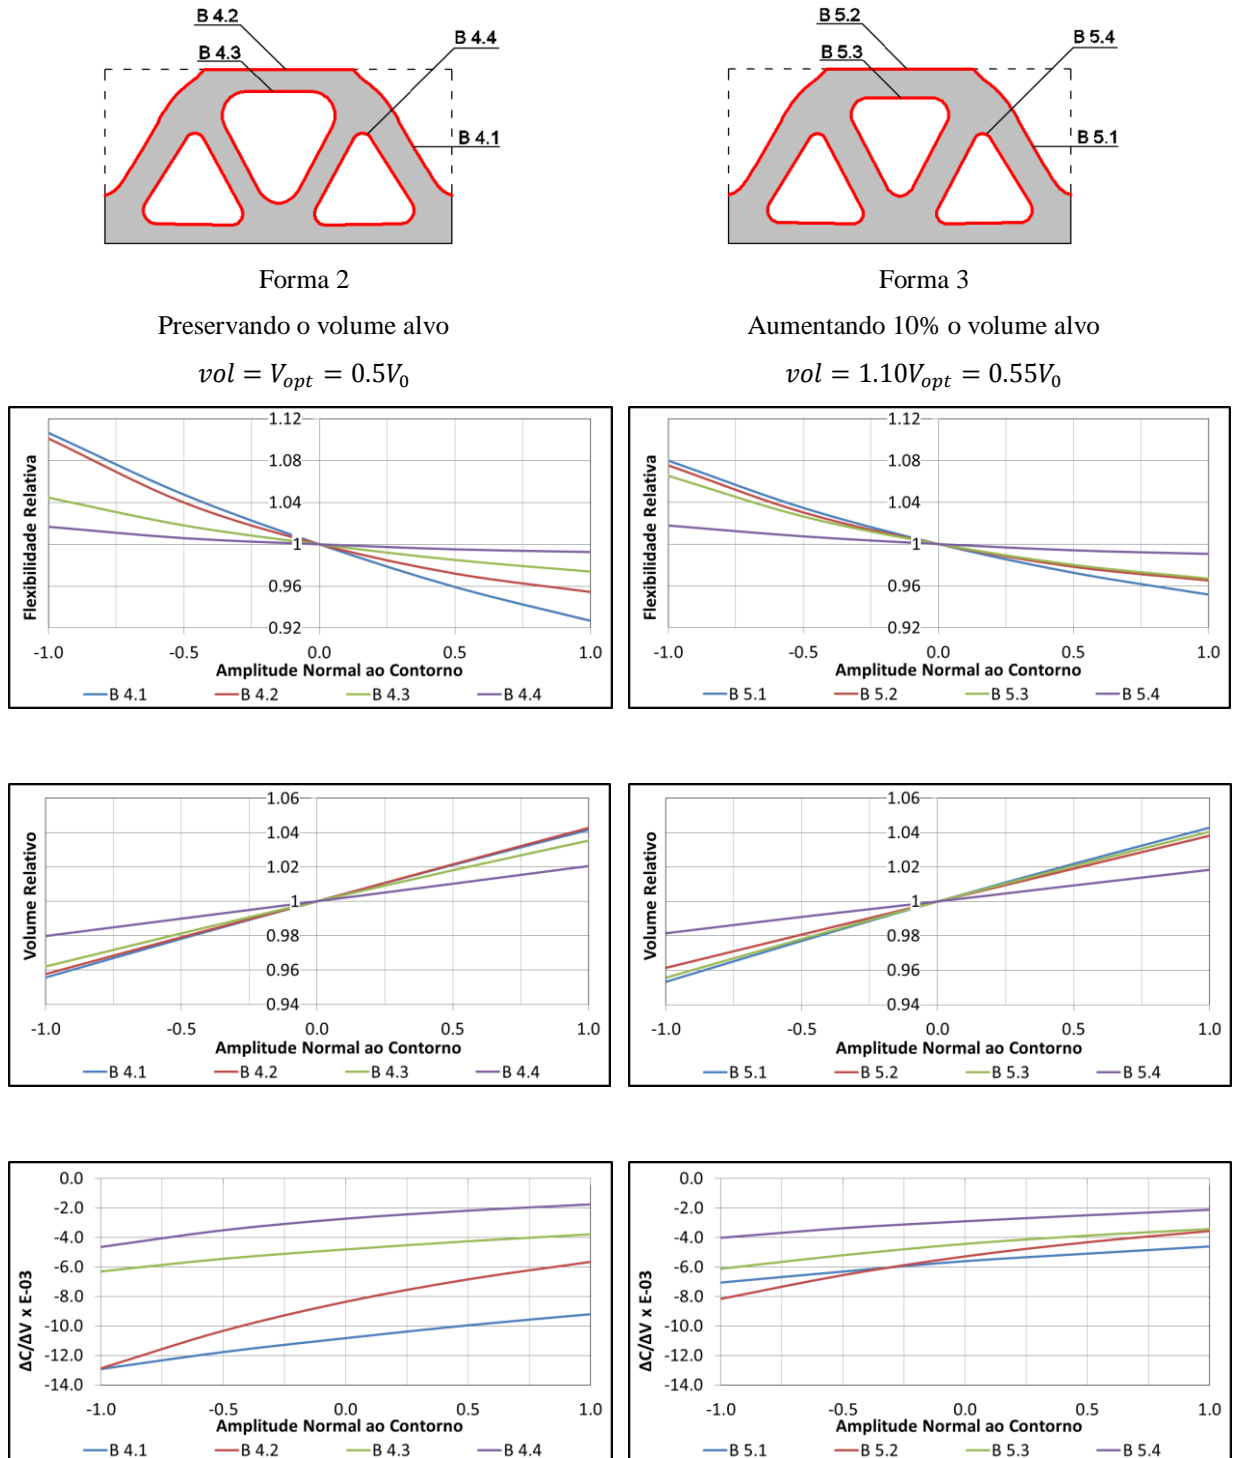 B 4.2
B 4.3
B 4.4
B 4.1
Forma 2
Preservando o volume alvo
vol = V_opt = 0.5V_0
B 5.2
B 5.3
B 5.4
B 5.1
Forma 3
Aumentando 10% o volume alvo
vol = 1.10V_opt = 0.55V_0
Flexibilidade Relativa
1.12
1.08
1.04
1
0.96
0.92
-1.0 -0.5 0.0 0.5 1.0
Amplitude Normal ao Contorno
B 4.1 B 4.2 B 4.3 B 4.4
Flexibilidade Relativa
1.12
1.08
1.04
1
0.96
0.92
-1.0 -0.5 0.0 0.5 1.0
Amplitude Normal ao Contorno
B 5.1 B 5.2 B 5.3 B 5.4
Volume Relativo
1.06
1.04
1.02
1
0.98
0.96
0.94
-1.0 -0.5 0.0 0.5 1.0
Amplitude Normal ao Contorno
B 4.1 B 4.2 B 4.3 B 4.4
Volume Relativo
1.06
1.04
1.02
1
0.98
0.96
0.94
-1.0 -0.5 0.0 0.5 1.0
Amplitude Normal ao Contorno
B 5.1 B 5.2 B 5.3 B 5.4
ΔC/ΔV x E-03
0.0
-2.0
-4.0
-6.0
-8.0
-10.0
-12.0
-14.0
-1.0 -0.5 0.0 0.5 1.0
Amplitude Normal ao Contorno
B 4.1 B 4.2 B 4.3 B 4.4
ΔC/ΔV x E-03
0.0
-2.0
-4.0
-6.0
-8.0
-10.0
-12.0
-14.0
-1.0 -0.5 0.0 0.5 1.0
Amplitude Normal ao Contorno
B 5.1 B 5.2 B 5.3 B 5.4